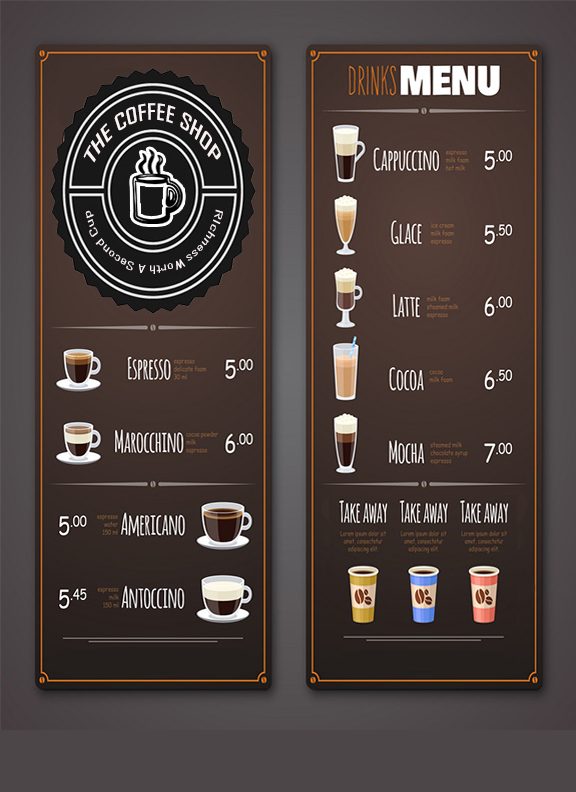 THE COFFEE SHOP
Richness Worth A Second Cup
ESPRESSO
espresso
delicate foam
30 ml
5.00
MAROCCHINO
cocoa powder
milk
espresso
6.00
5.00
espresso
water
150 ml
AMERICANO
5.45
espresso
milk
150 ml
ANTOCCINO
DRINKS MENU
CAPPUCCINO
espresso
milk foam
hot milk
5.00
GLACE
ice cream
milk foam
espresso
5.50
LATTE
milk foam
steamed milk
espresso
6.00
COCOA
cocoa
milk foam
6.50
MOCHA
steamed milk
chocolate syrup
espresso
7.00
TAKE AWAY
Lorem ipsum dolor sit
amet, consectetur
adipiscing elit.
TAKE AWAY
Lorem ipsum dolor sit
amet, consectetur
adipiscing elit.
TAKE AWAY
Lorem ipsum dolor sit
amet, consectetur
adipiscing elit.